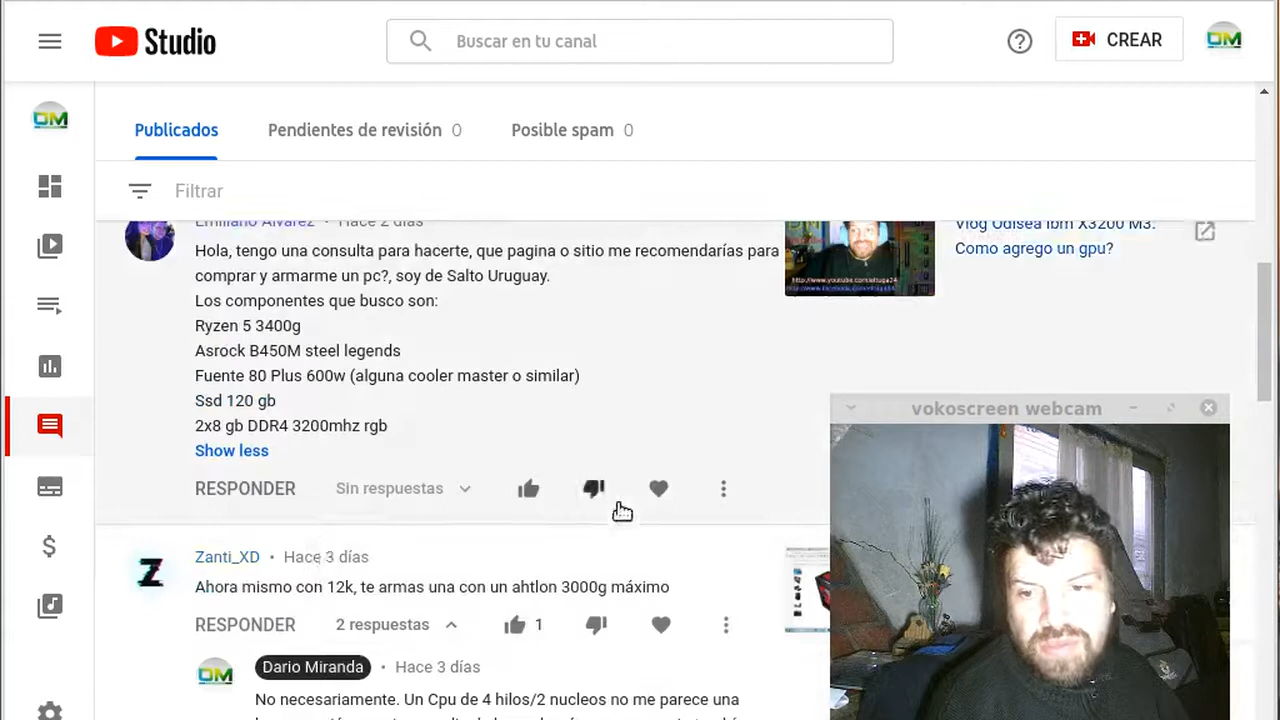 Studio
Buscar en tu canal
CREAR
Publicados
Pendientes de revisión 0
Posible spam 0
Filtrar
Emiliano Alvarez • Hace 2 días
Hola, tengo una consulta para hacerte, que pagina o sitio me recomendarías para
comprar y armarme un pc?, soy de Salto Uruguay.
Los componentes que busco son:
Ryzen 5 3400g
Asrock B450M steel legends
Fuente 80 Plus 600w (alguna cooler master o similar)
Ssd 120 gb
2x8 gb DDR4 3200mhz rgb
Show less
RESPONDER Sin respuestas
Vlog Odisea Ibm X3200 M3:
Como agrego un gpu?
vokoscreen webcam
Zanti_XD • Hace 3 días
Ahora mismo con 12k, te armas una con un ahtlon 3000g máximo
RESPONDER 2 respuestas 1
Dario Miranda • Hace 3 días
No necesariamente. Un Cpu de 4 hilos/2 nucleos no me parece una